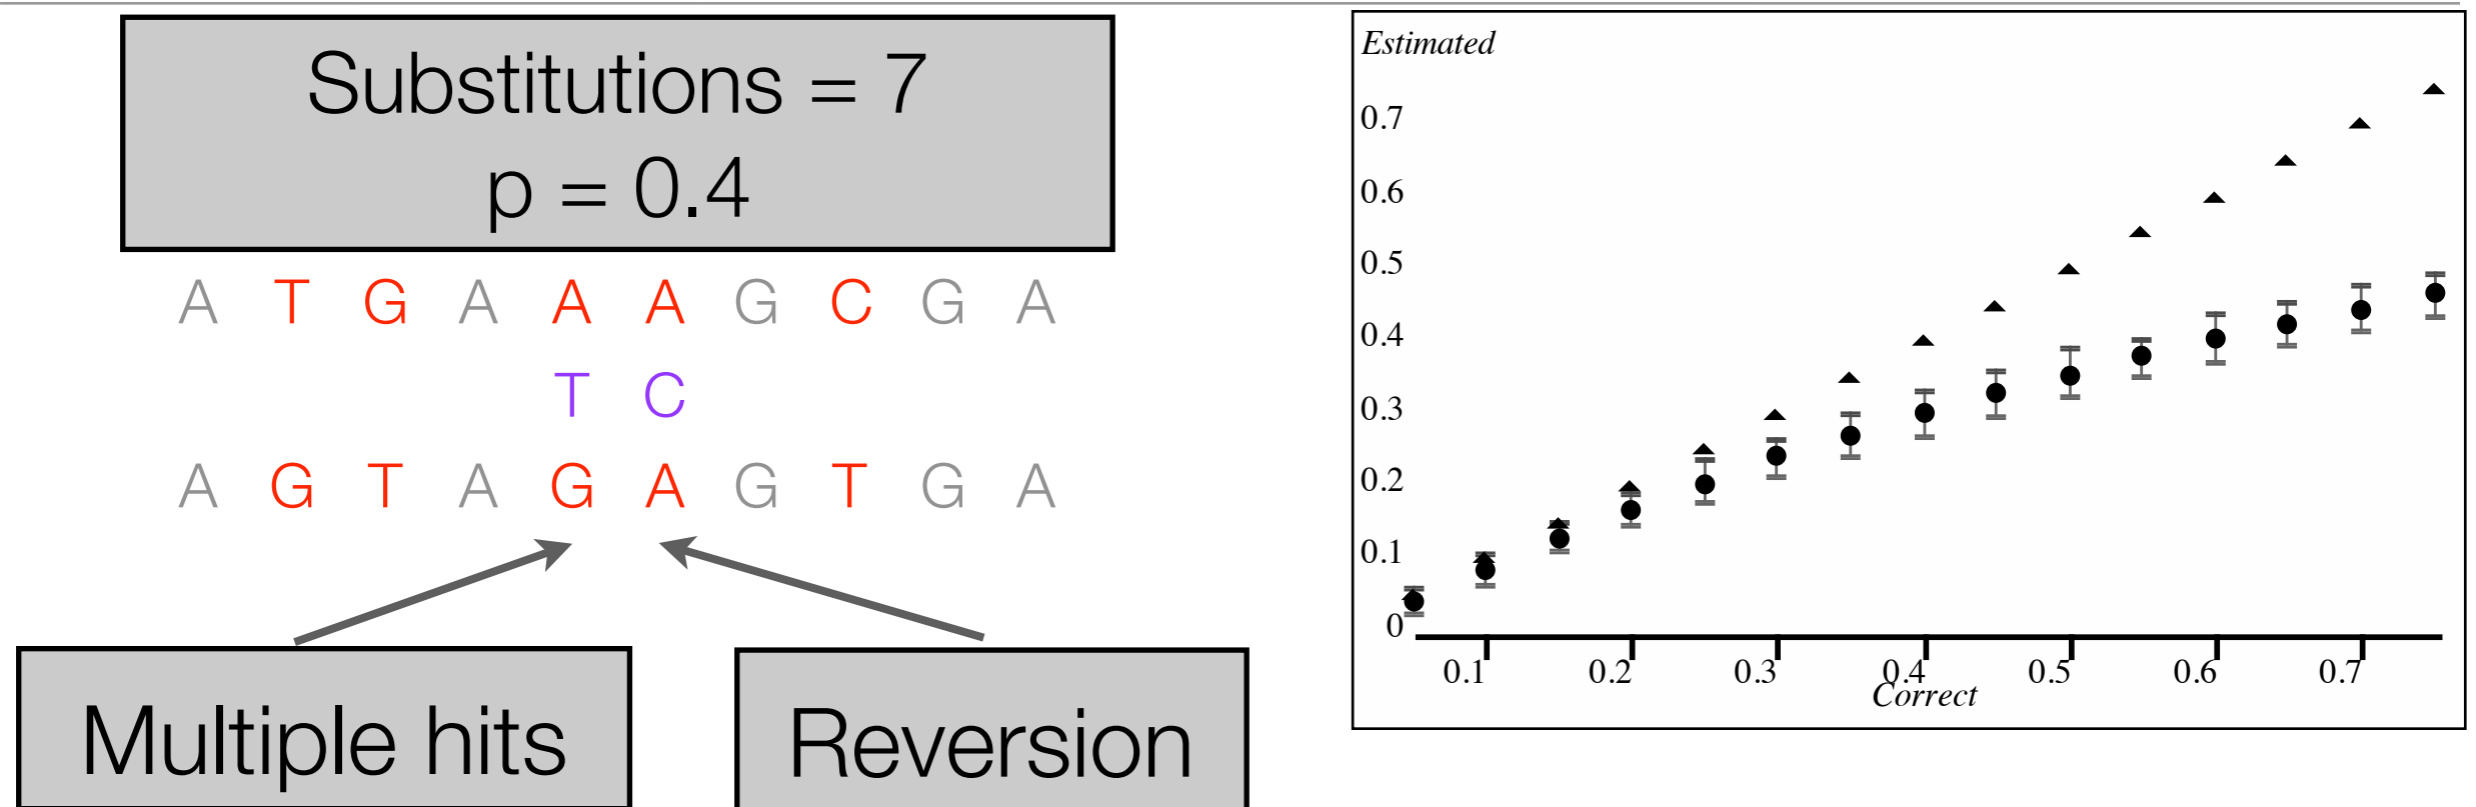 Substitutions = 7
p = 0.4
A T G A A A G C G A
T C
A G T A G A G T G A
Multiple hits
Reversion
Estimated
0.7
0.6
0.5
0.4
0.3
0.2
0.1
0
0.1 0.2 0.3 0.4 0.5 0.6 0.7
Correct